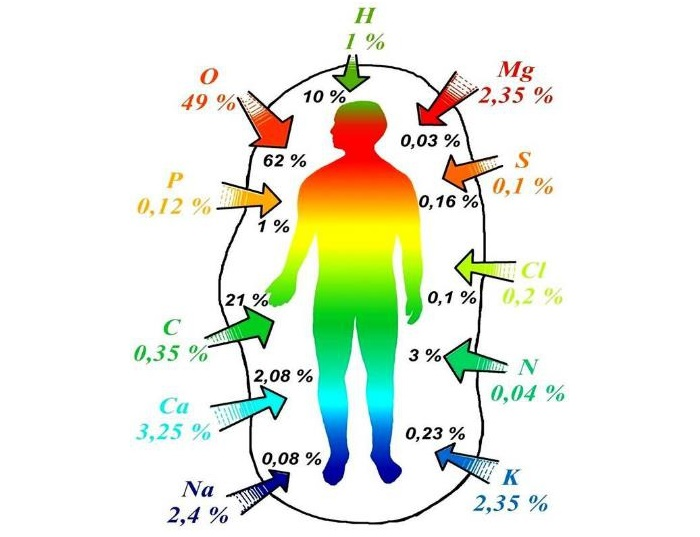 H
1 %
10 %
O
49 %
62 %
Mg
2,35 %
0,03 %
P
0,12 %
1 %
S
0,1 %
0,16 %
C
0,35 %
21 %
Cl
0,2 %
0,1 %
Ca
3,25 %
2,08 %
N
0,04 %
3 %
Na
2,4 %
0,08 %
K
2,35 %
0,23 %